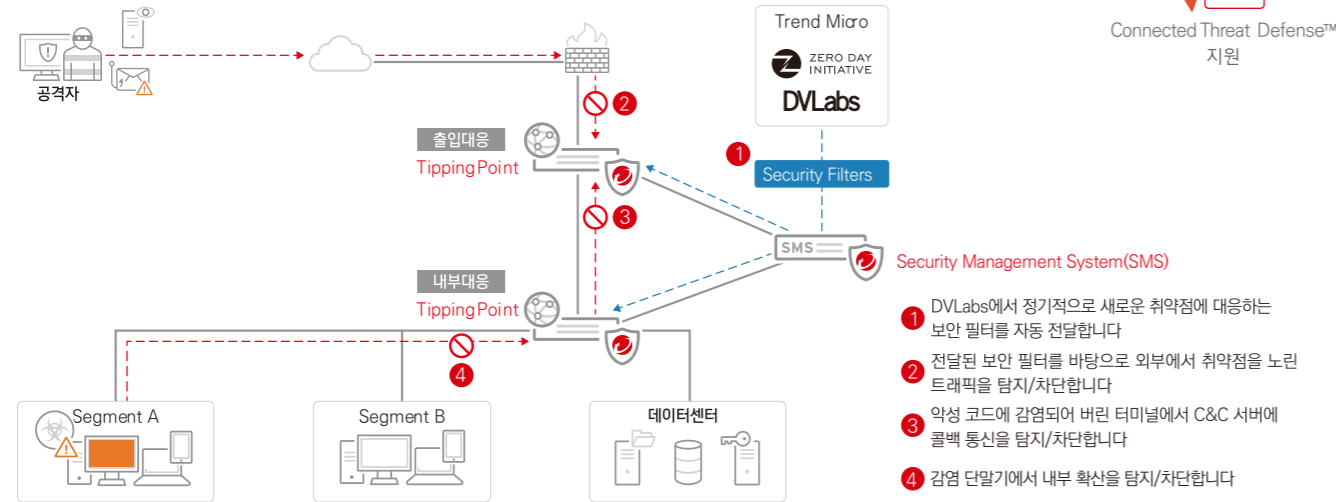 Connected Threat Defense™
지원
공격자
Trend Micro
ZERO DAY
INITIATIVE
DVLabs
2
출입대응
TippingPoint
1
Security Filters
3
SMS
Security Management System(SMS)
내부대응
TippingPoint
4
Segment A
Segment B
데이터센터
1 DVLabs에서 정기적으로 새로운 취약점에 대응하는
보안 필터를 자동 전달합니다
2 전달된 보안 필터를 바탕으로 외부에서 취약점을 노린
트래픽을 탐지/차단합니다
3 악성 코드에 감염되어 버린 터미널에서 C&C 서버에
콜백 통신을 탐지/차단합니다
4 감염 단말기에서 내부 확산을 탐지/차단합니다